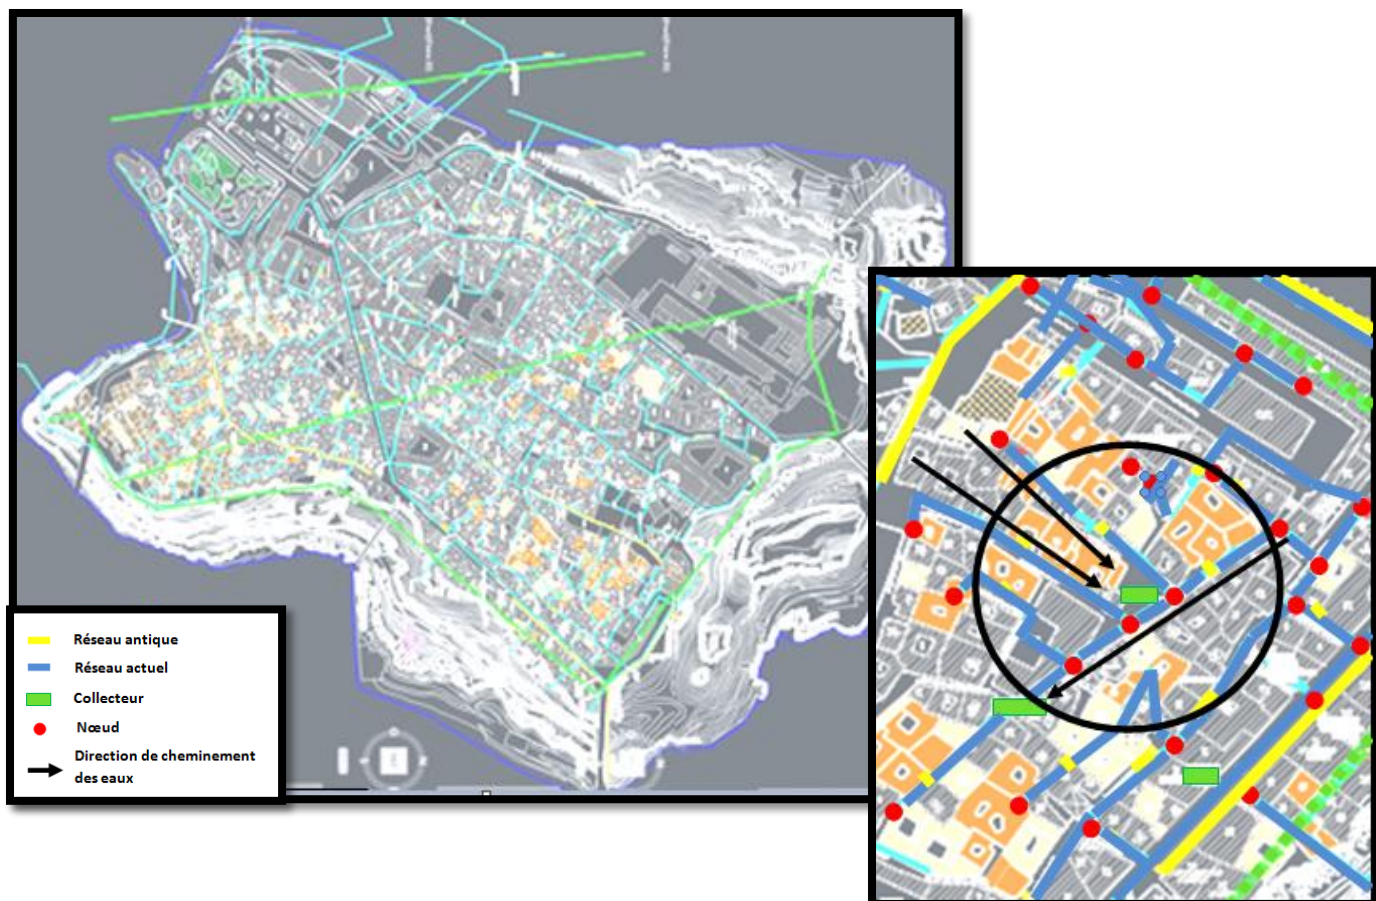 Réseau antique
Réseau actuel
Collecteur
Nœud
Direction de cheminement
des eaux